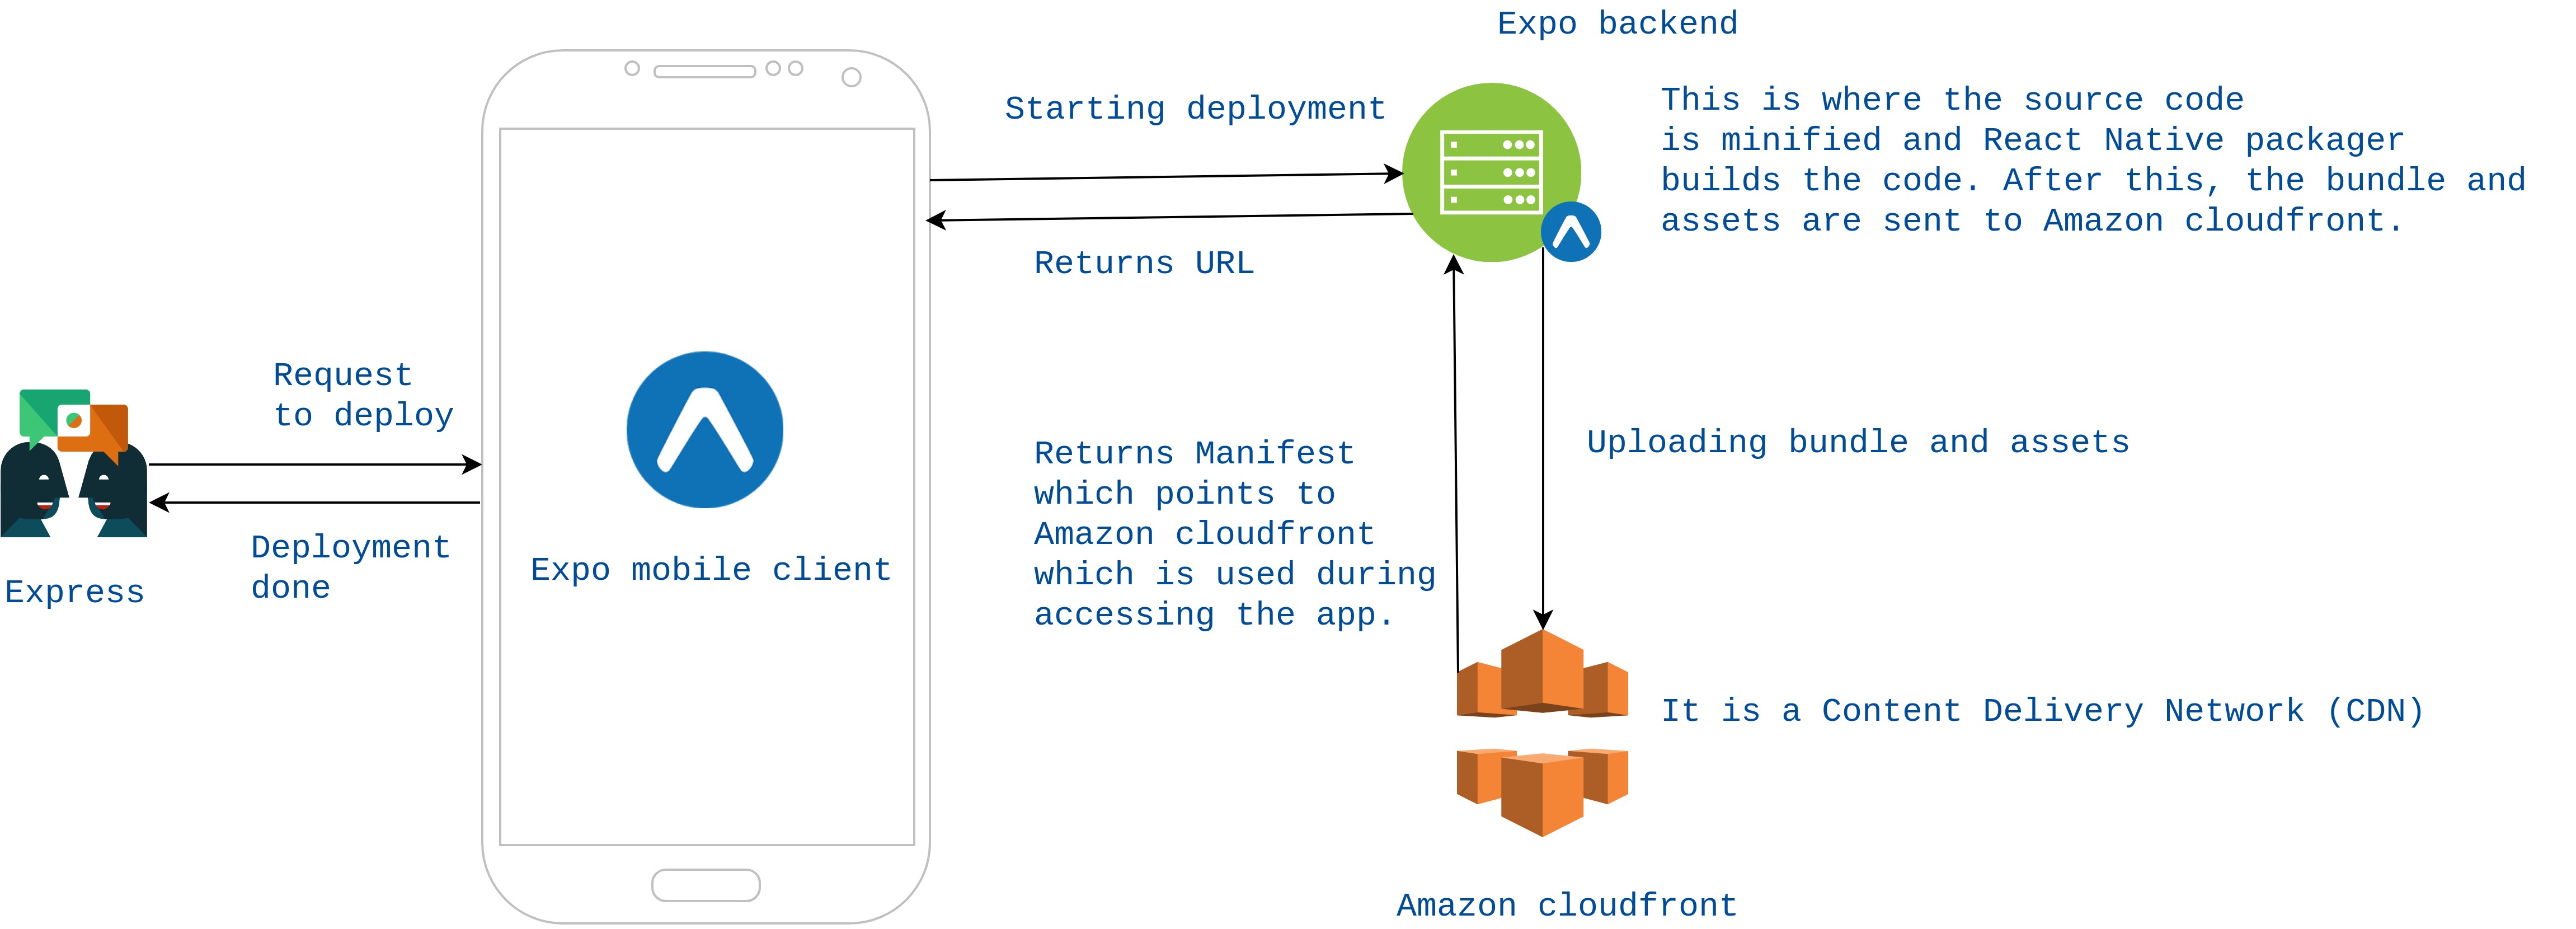 Expo backend
Starting deployment
This is where the source code
is minified and React Native packager
builds the code. After this, the bundle and
assets are sent to Amazon cloudfront.
Returns URL
Request
to deploy
Express
Deployment
done
Expo mobile client
Returns Manifest
which points to
Amazon cloudfront
which is used during
accessing the app.
Uploading bundle and assets
It is a Content Delivery Network (CDN)
Amazon cloudfront